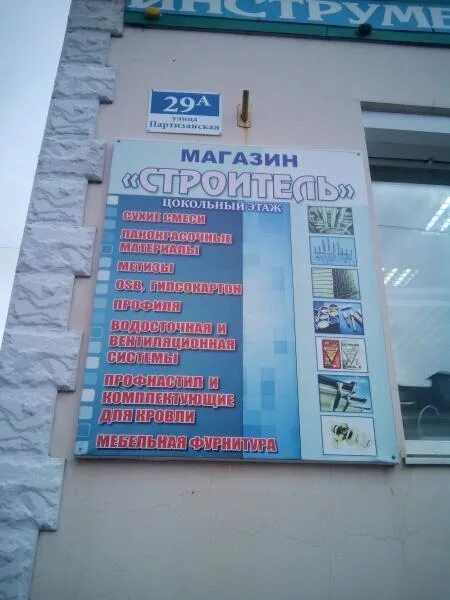 ИНСТРУМЕ
29А
улица
Партизанская
МАГАЗИН
«СТРОИТЕЛЬ»
ЦОКОЛЬНЫЙ ЭТАЖ
СУХИЕ СМЕСИ
ЛАКОКРАСОЧНЫЕ
МАТЕРИАЛЫ
МЕТИЗЫ
OSB, ГИПСОКАРТОН
ПРОФИЛЯ
ВОДОСТОЧНАЯ И
ВЕНТИЛЯЦИОННАЯ
СИСТЕМЫ
ПРОФНАСТИЛ И
КОМПЛЕКТУЮЩИЕ
ДЛЯ КРОВЛИ
МЕБЕЛЬНАЯ ФУРНИТУРА